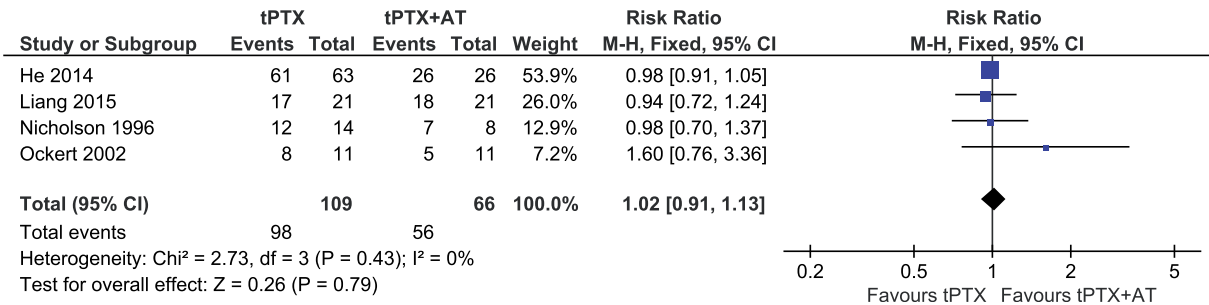 tPTX tPTX+AT Risk Ratio Risk Ratio
Study or Subgroup Events Total Events Total Weight M-H, Fixed, 95% CI M-H, Fixed, 95% CI
He 2014 61 63 26 26 53.9% 0.98 [0.91, 1.05]
Liang 2015 17 21 18 21 26.0% 0.94 [0.72, 1.24]
Nicholson 1996 12 14 7 8 12.9% 0.98 [0.70, 1.37]
Ockert 2002 8 11 5 11 7.2% 1.60 [0.76, 3.36]
Total (95% CI) 109 66 100.0% 1.02 [0.91, 1.13]
Total events 98 56
Heterogeneity: Chi² = 2.73, df = 3 (P = 0.43); I² = 0%
Test for overall effect: Z = 0.26 (P = 0.79)
0.2 0.5 1 2 5
Favours tPTX Favours tPTX+AT